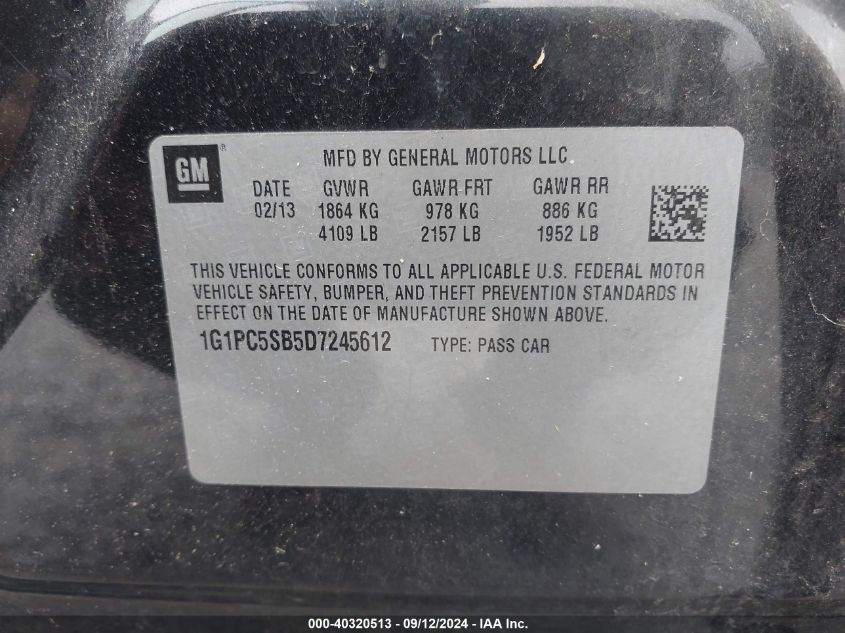 GM ®
MFD BY GENERAL MOTORS LLC
DATE GVWR GAWR FRT GAWR RR
02/13 1864 KG 978 KG 886 KG
4109 LB 2157 LB 1952 LB
THIS VEHICLE CONFORMS TO ALL APPLICABLE U.S. FEDERAL MOTOR
VEHICLE SAFETY, BUMPER, AND THEFT PREVENTION STANDARDS IN
EFFECT ON THE DATE OF MANUFACTURE SHOWN ABOVE.
1G1PC5SB5D7245612 TYPE: PASS CAR
000-40320513 - 09/12/2024 - IAA Inc.